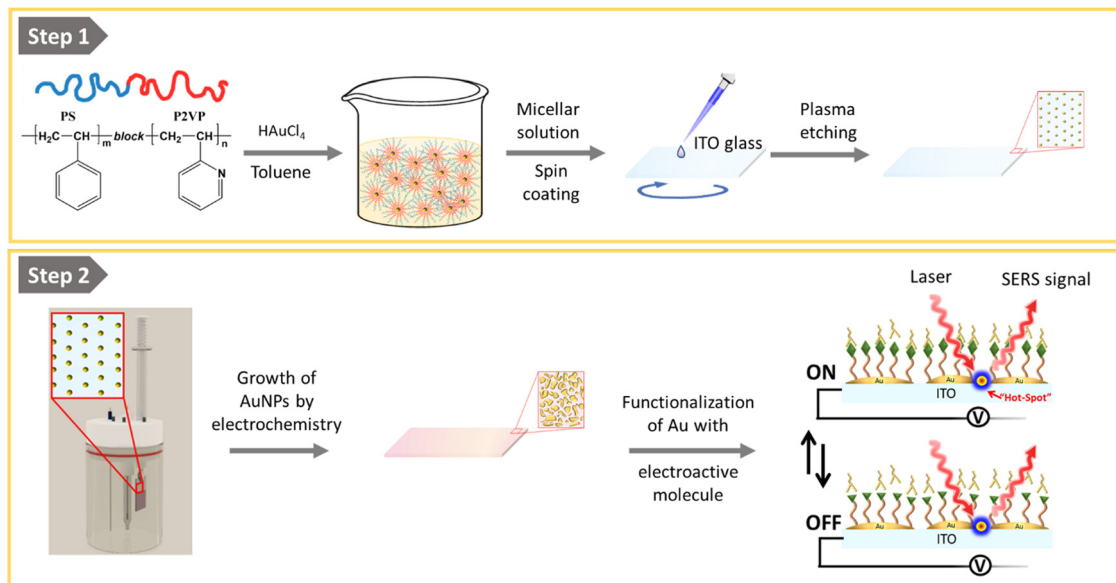 Step 1
PS
P2VP
[H₂C—CH]m block [CH₂—CH]n
N
HAuCl₄
Toluene
Micellar
solution
Spin
coating
ITO glass
Plasma
etching
Step 2
Growth of
AuNPs by
electrochemistry
Functionalization
of Au with
electroactive
molecule
Laser
SERS signal
ON
Au
Au
Au
ITO
"Hot-Spot"
V
OFF
Au
Au
Au
ITO
V